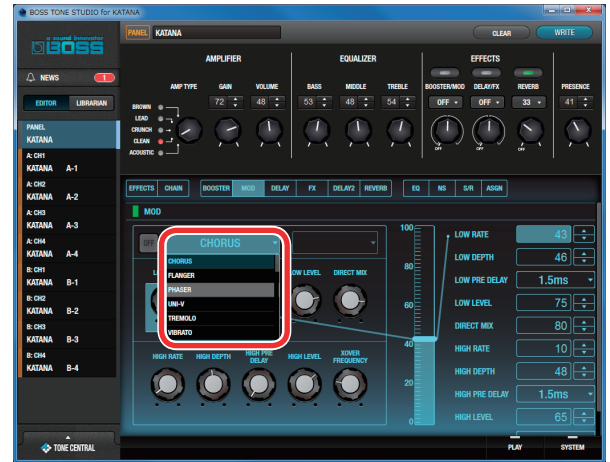 BOSS TONE STUDIO for KATANA
a sound innovator
BOSS
NEWS 1
EDITOR LIBRARIAN
PANEL
KATANA
A: CH1
KATANA A-1
A: CH2
KATANA A-2
A: CH3
KATANA A-3
A: CH4
KATANA A-4
B: CH1
KATANA B-1
B: CH2
KATANA B-2
B: CH3
KATANA B-3
B: CH4
KATANA B-4
TONE CENTRAL
PANEL KATANA CLEAR WRITE
AMPLIFIER EQUALIZER EFFECTS
AMP TYPE GAIN VOLUME BASS MIDDLE TREBLE BOOSTER/MOD DELAY/FX REVERB PRESENCE
72 48 53 48 54 OFF OFF 33 41
BROWN
LEAD
CRUNCH
CLEAN
ACOUSTIC
OFF OFF OFF
EFFECTS CHAIN BOOSTER MOD DELAY FX DELAY2 REVERB EQ NS S/R ASGN
MOD
OFF CHORUS
CHORUS
FLANGER
PHASER
UNI-V
TREMOLO
VIBRATO
LOW LEVEL DIRECT MIX
HIGH RATE HIGH DEPTH HIGH PRE DELAY HIGH LEVEL XOVER FREQUENCY
100
80
60
40
20
0
LOW RATE 43
LOW DEPTH 46
LOW PRE DELAY 1.5ms
LOW LEVEL 75
DIRECT MIX 80
HIGH RATE 10
HIGH DEPTH 48
HIGH PRE DELAY 1.5ms
HIGH LEVEL 65
PLAY SYSTEM